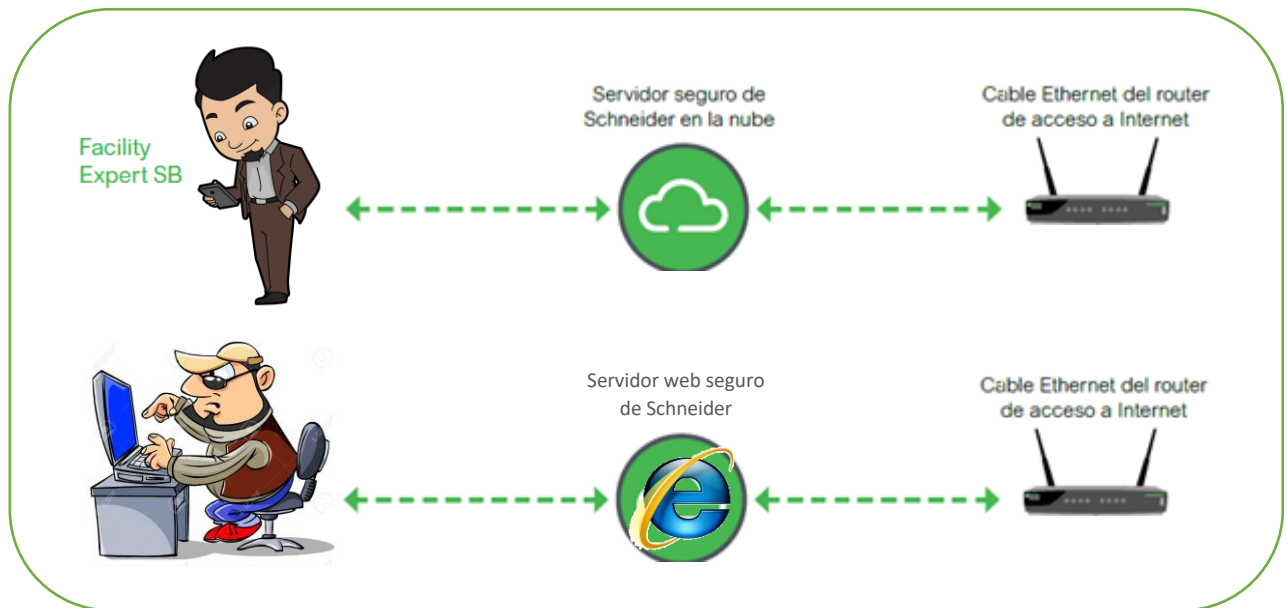 Servidor seguro de
Schneider en la nube
Cable Ethernet del router
de acceso a Internet
Facility
Expert SB
Servidor web seguro
de Schneider
Cable Ethernet del router
de acceso a Internet